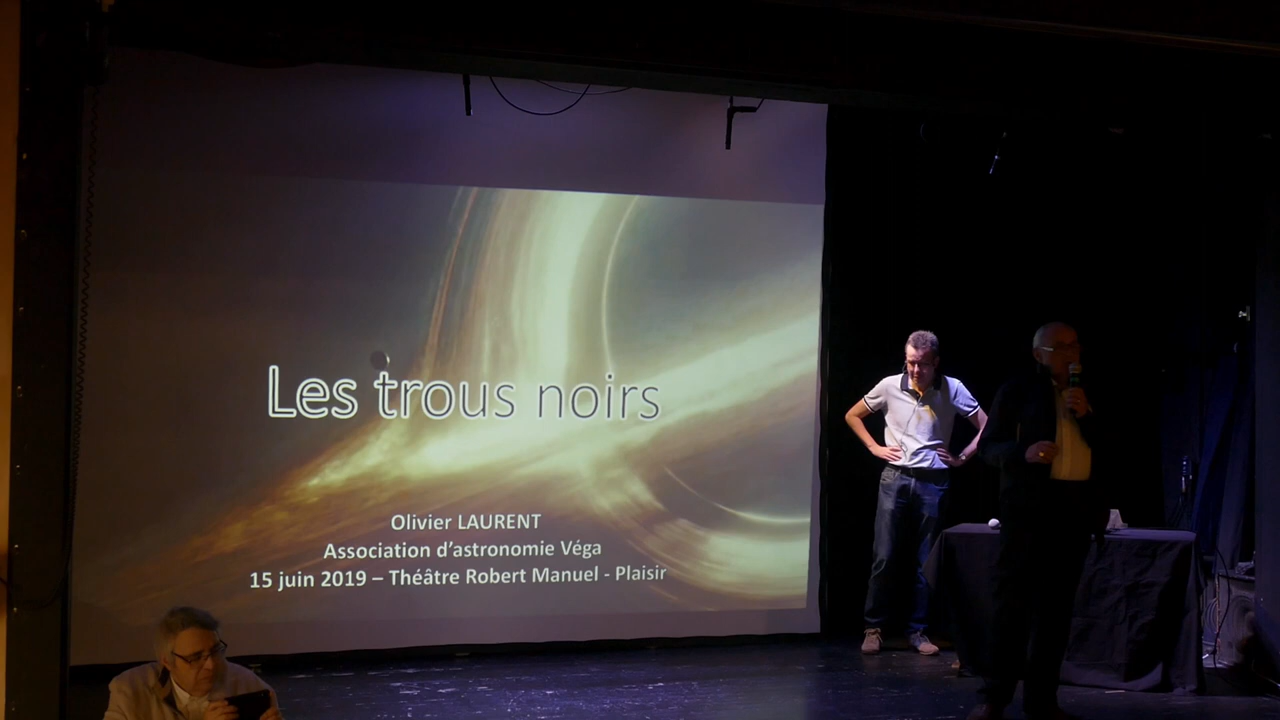 Les trous noirs
Olivier LAURENT
Association d'astronomie Véga
15 juin 2019 – Théâtre Robert Manuel - Plaisir